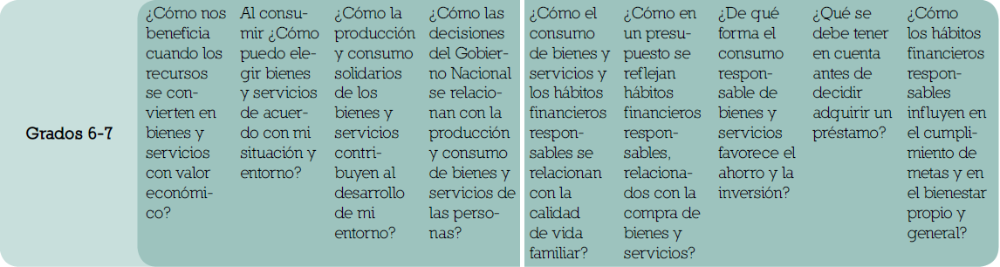 Grados 6-7
¿Cómo nos
beneficia
cuando los
recursos
se con-
vierten en
bienes y
servicios
con valor
económi-
co?
Al consu-
mir ¿Cómo
puedo ele-
gir bienes
y servicios
de acuer-
do con mi
situación y
entorno?
¿Cómo la
producción
y consumo
solidarios
de los
bienes y
servicios
contri-
buyen al
desarrollo
de mi
entorno?
¿Cómo las
decisiones
del Gobier-
no Nacional
se relacio-
nan con la
producción
y consumo
de bienes y
servicios de
las perso-
nas?
¿Cómo el
consumo
de bienes y
servicios y
los hábitos
financieros
respon-
sables se
relacionan
con la
calidad
de vida
familiar?
¿Cómo en
un presu-
puesto se
reflejan
hábitos
financieros
respon-
sables,
relaciona-
dos con la
compra de
bienes y
servicios?
¿De qué
forma el
consumo
respon-
sable de
bienes y
servicios
favorece el
ahorro y la
inversión?
¿Qué se
debe tener
en cuenta
antes de
decidir
adquirir un
préstamo?
¿Cómo
los hábitos
financieros
respon-
sables
influyen en
el cumpli-
miento de
metas y en
el bienestar
propio y
general?